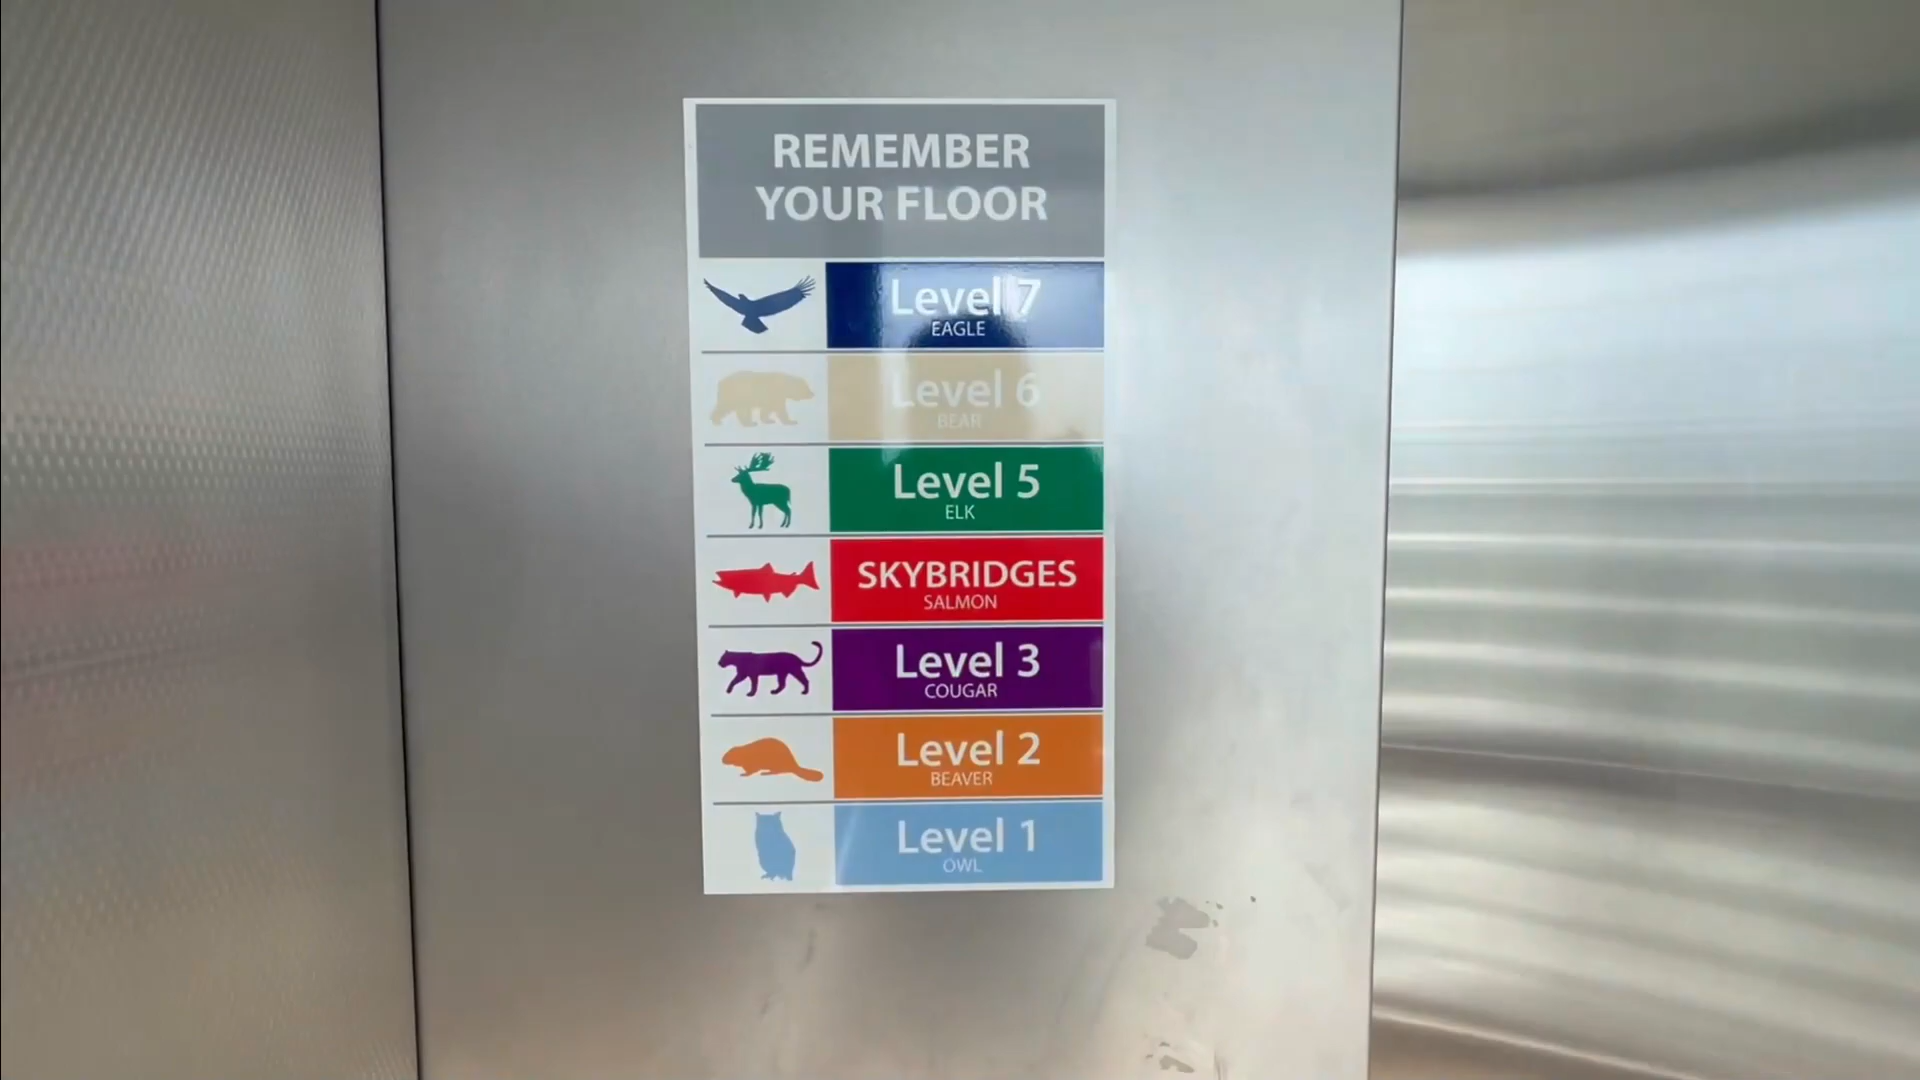 REMEMBER
YOUR FLOOR
Level 7
EAGLE
Level 6
BEAR
Level 5
ELK
SKYBRIDGES
SALMON
Level 3
COUGAR
Level 2
BEAVER
Level 1
OWL